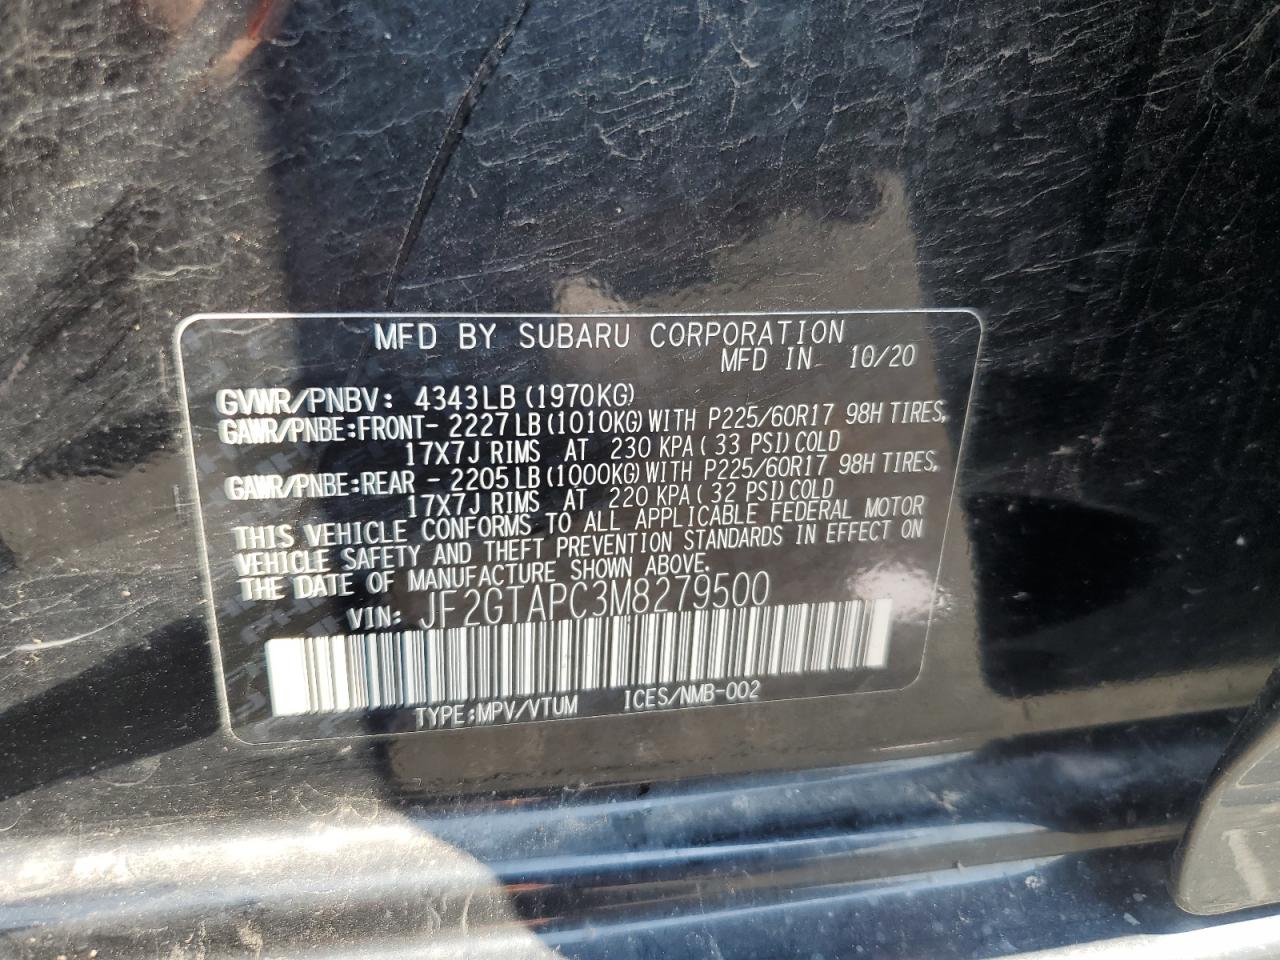 MFD BY SUBARU CORPORATION
MFD IN 10/20
GVWR/PNBV: 4343LB(1970KG)
GAWR/PNBE:FRONT- 2227LB(1010KG)WITH P225/60R17 98H TIRES,
17X7J RIMS AT 230 KPA(33 PSI)COLD
GAWR/PNBE:REAR - 2205LB(1000KG)WITH P225/60R17 98H TIRES,
17X7J RIMS AT 220 KPA(32 PSI)COLD
THIS VEHICLE CONFORMS TO ALL APPLICABLE FEDERAL MOTOR
VEHICLE SAFETY AND THEFT PREVENTION STANDARDS IN EFFECT ON
THE DATE OF MANUFACTURE SHOWN ABOVE.
VIN: JF2GTAPC3M8279500
TYPE:MPV/VTUM ICES/NMB-002